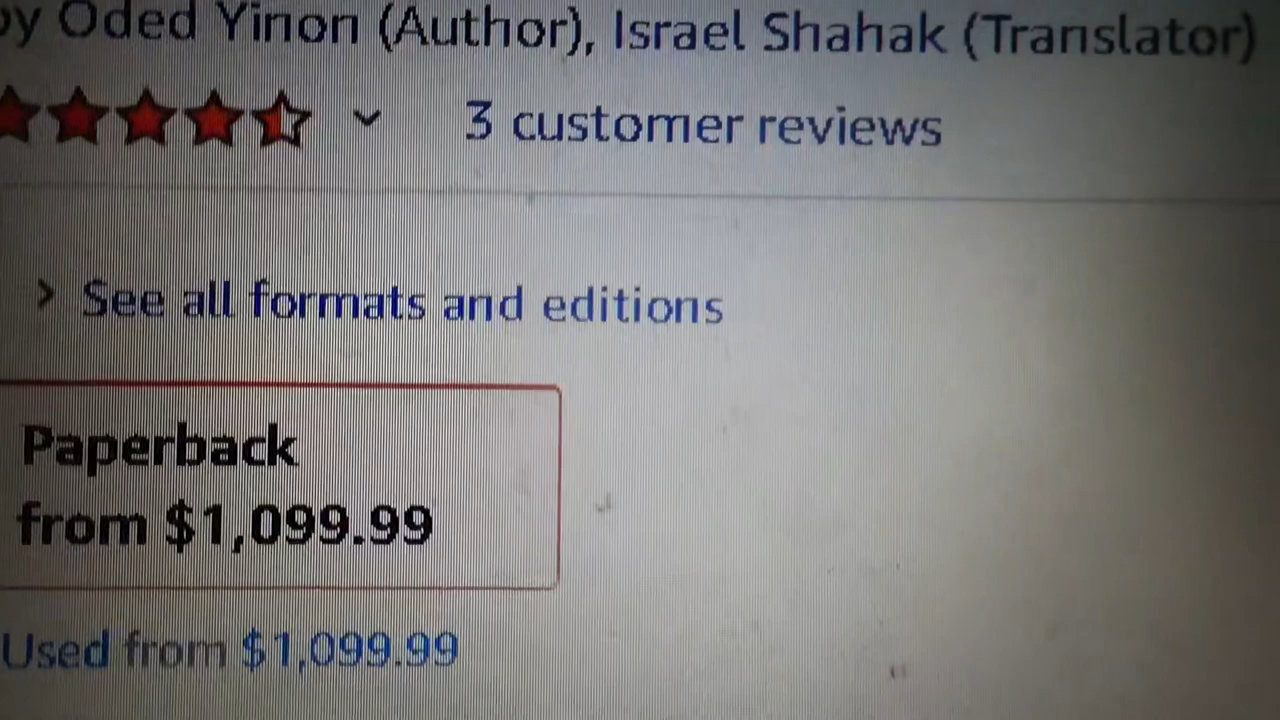 by Oded Yinon (Author), Israel Shahak (Translator)
3 customer reviews
See all formats and editions
Paperback
from $1,099.99
Used from $1,099.99